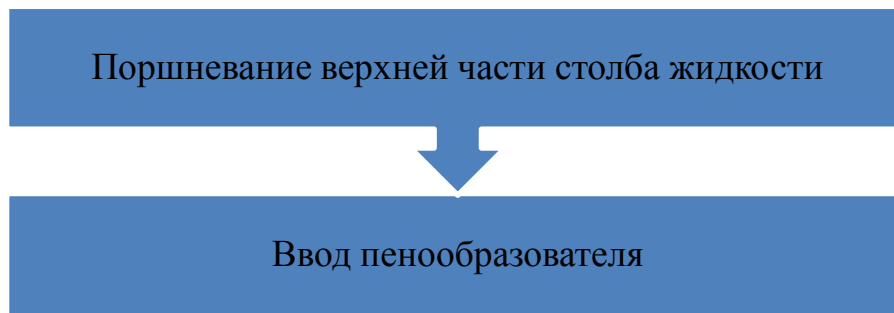 Поршневание верхней части столба жидкости
Ввод пенообразователя